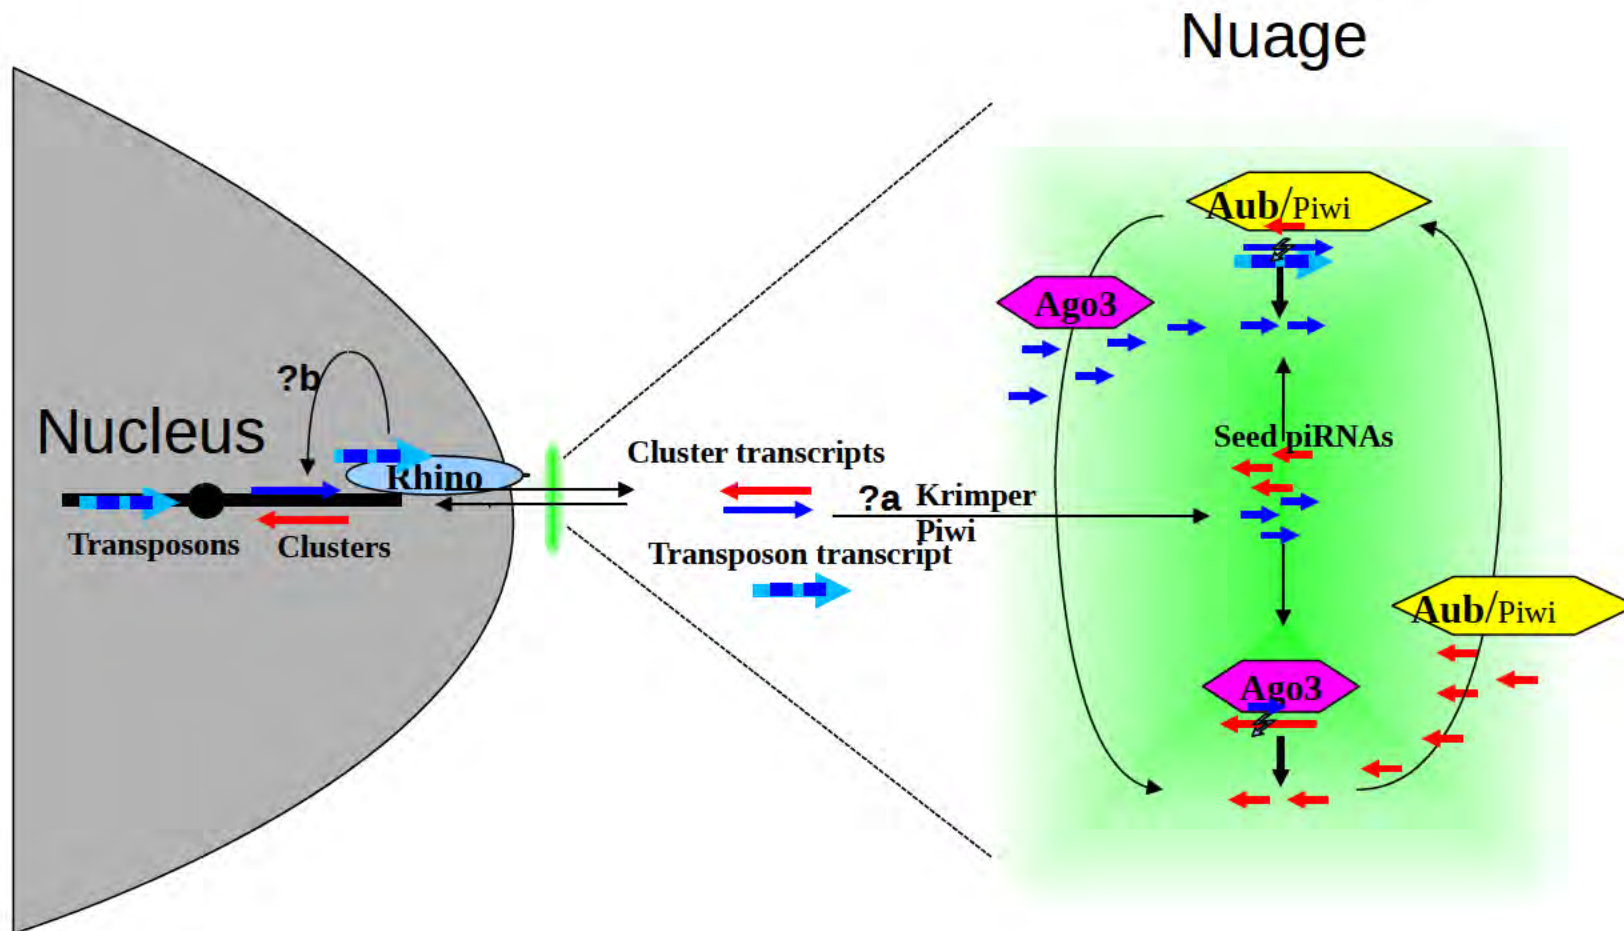 Nuage
Aub/Piwi
Ago3
?b
Nucleus
Rhino
Transposons
Clusters
Cluster transcripts
?a
Krimper
Piwi
Transposon transcript
Seed piRNAs
Aub/Piwi
Ago3